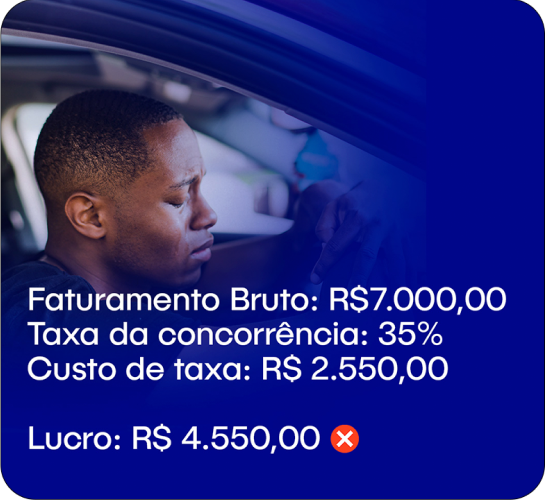 Faturamento Bruto: R$7.000,00
Taxa da concorrência: 35%
Custo de taxa: R$ 2.550,00
Lucro: R$ 4.550,00